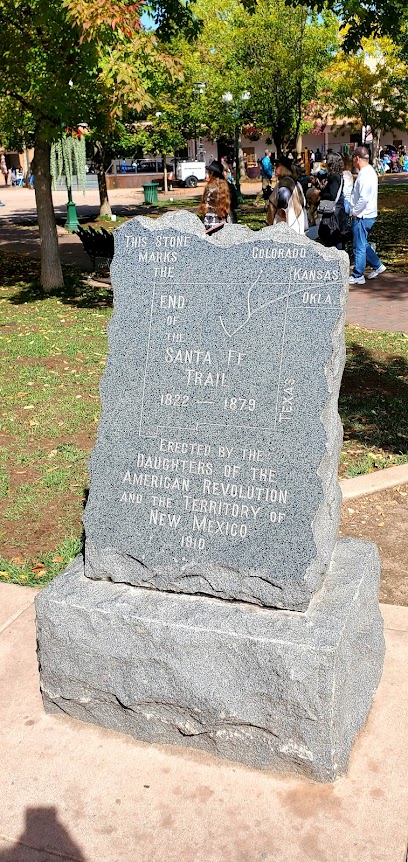 THIS STONE
MARKS
THE
END
OF
THE
SANTA FE
TRAIL
1822 — 1879
COLORADO
KANSAS
OKLA.
TEXAS
ERECTED BY THE
DAUGHTERS OF THE
AMERICAN REVOLUTION
AND THE TERRITORY OF
NEW MEXICO
1910